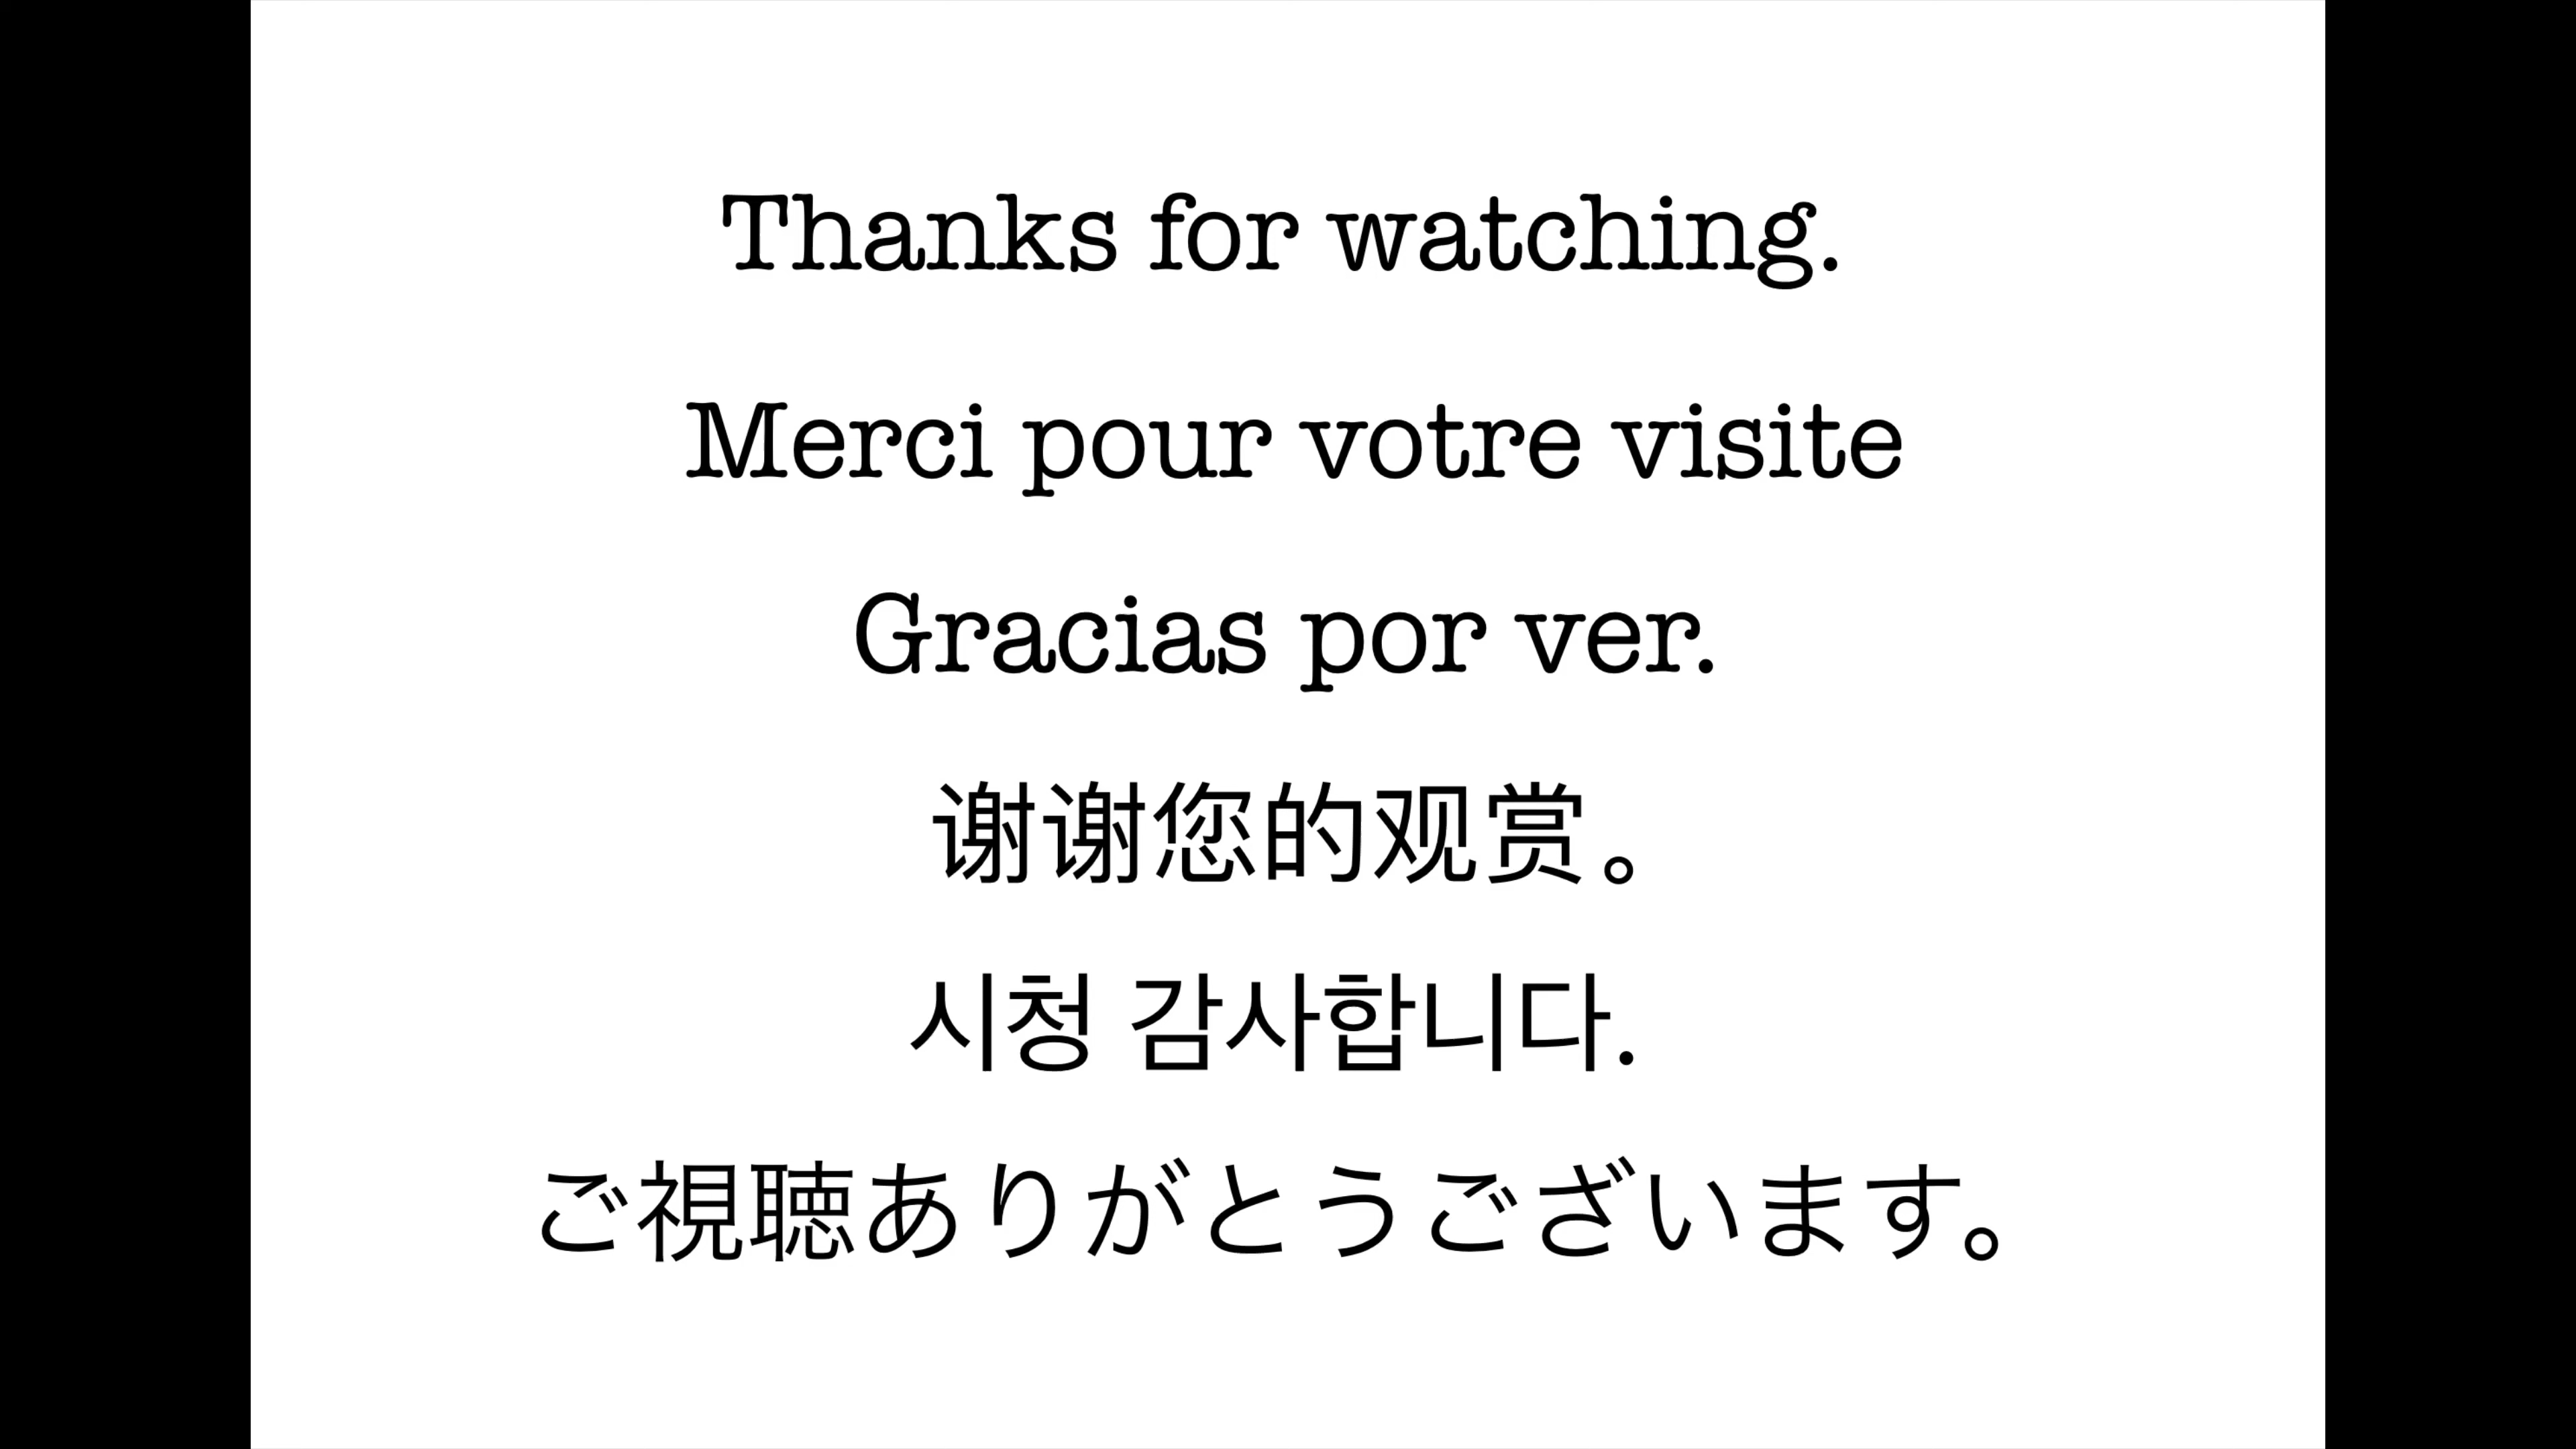 Thanks for watching.
Merci pour votre visite
Gracias por ver.
谢谢您的观赏。
시청 감사합니다.
ご視聴ありがとうございます。